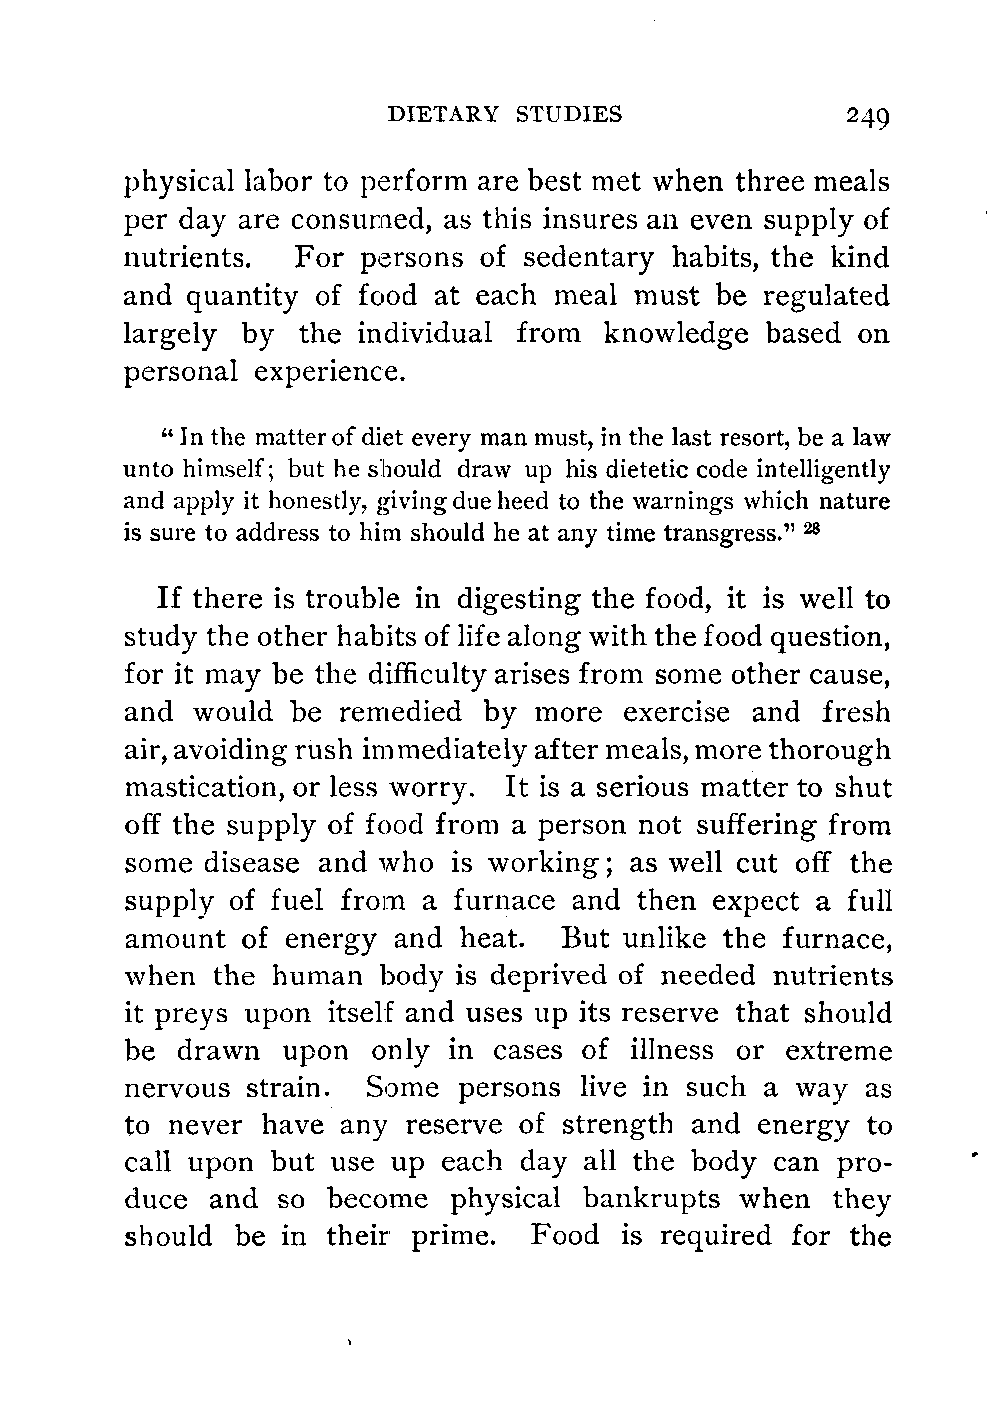 DIETARY STUDIES 249
physical labor to perform are best met when three meals
per day are consumed, as this insures an even supply of
nutrients. For persons of sedentary habits, the kind
and quantity of food at each meal must be regulated
largely by the individual from knowledge based on
personal experience.
“ In the matter of diet every man must, in the last resort, be a law
unto himself; but he should draw up his dietetic code intelligently
and apply it honestly, giving due heed to the warnings which nature
is sure to address to him should he at any time transgress.” 28
If there is trouble in digesting the food, it is well to
study the other habits of life along with the food question,
for it may be the difficulty arises from some other cause,
and would be remedied by more exercise and fresh
air, avoiding rush immediately after meals, more thorough
mastication, or less worry. It is a serious matter to shut
off the supply of food from a person not suffering from
some disease and who is working; as well cut off the
supply of fuel from a furnace and then expect a full
amount of energy and heat. But unlike the furnace,
when the human body is deprived of needed nutrients
it preys upon itself and uses up its reserve that should
be drawn upon only in cases of illness or extreme
nervous strain. Some persons live in such a way as
to never have any reserve of strength and energy to
call upon but use up each day all the body can pro-
duce and so become physical bankrupts when they
should be in their prime. Food is required for the